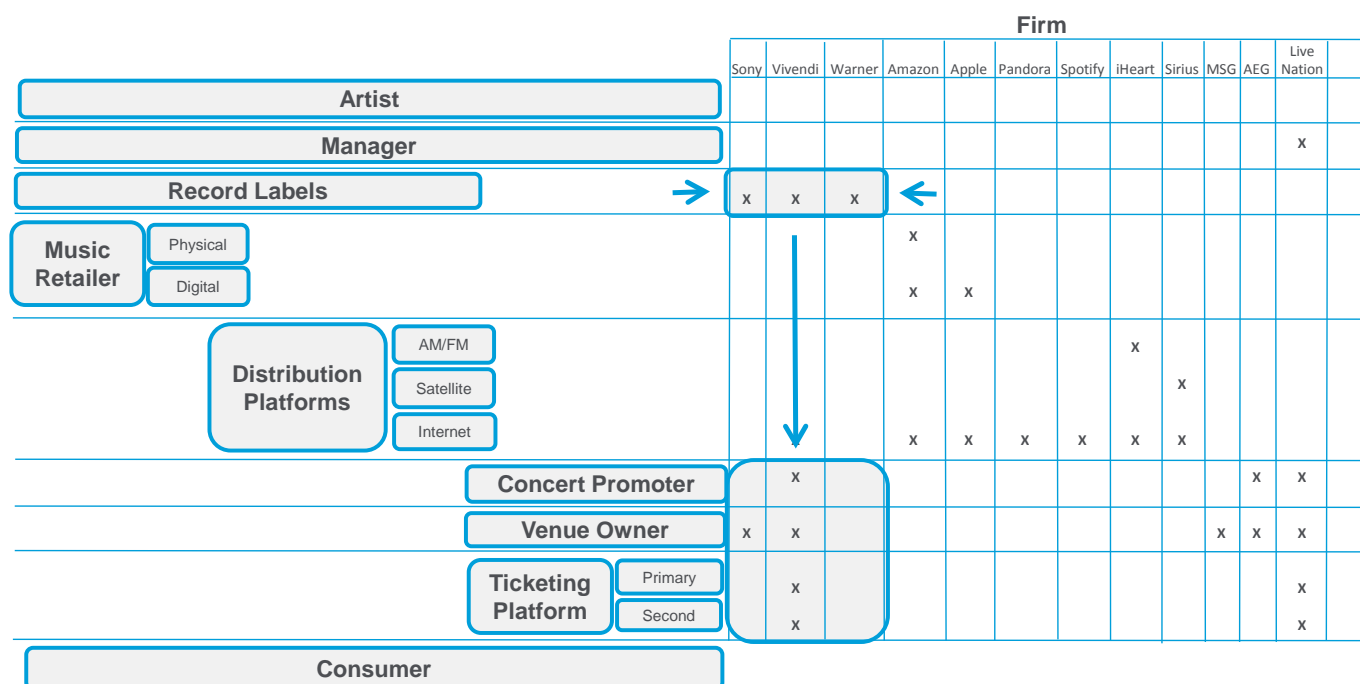 Firm
Sony Vivendi Warner Amazon Apple Pandora Spotify iHeart Sirius MSG AEG Live Nation
Artist
Manager x
Record Labels x x x
Music Retailer
Physical x
Digital x x
Distribution Platforms
AM/FM x
Satellite x
Internet x x x x x x
Concert Promoter x x x
Venue Owner x x x x x
Ticketing Platform
Primary x x
Second x x
Consumer